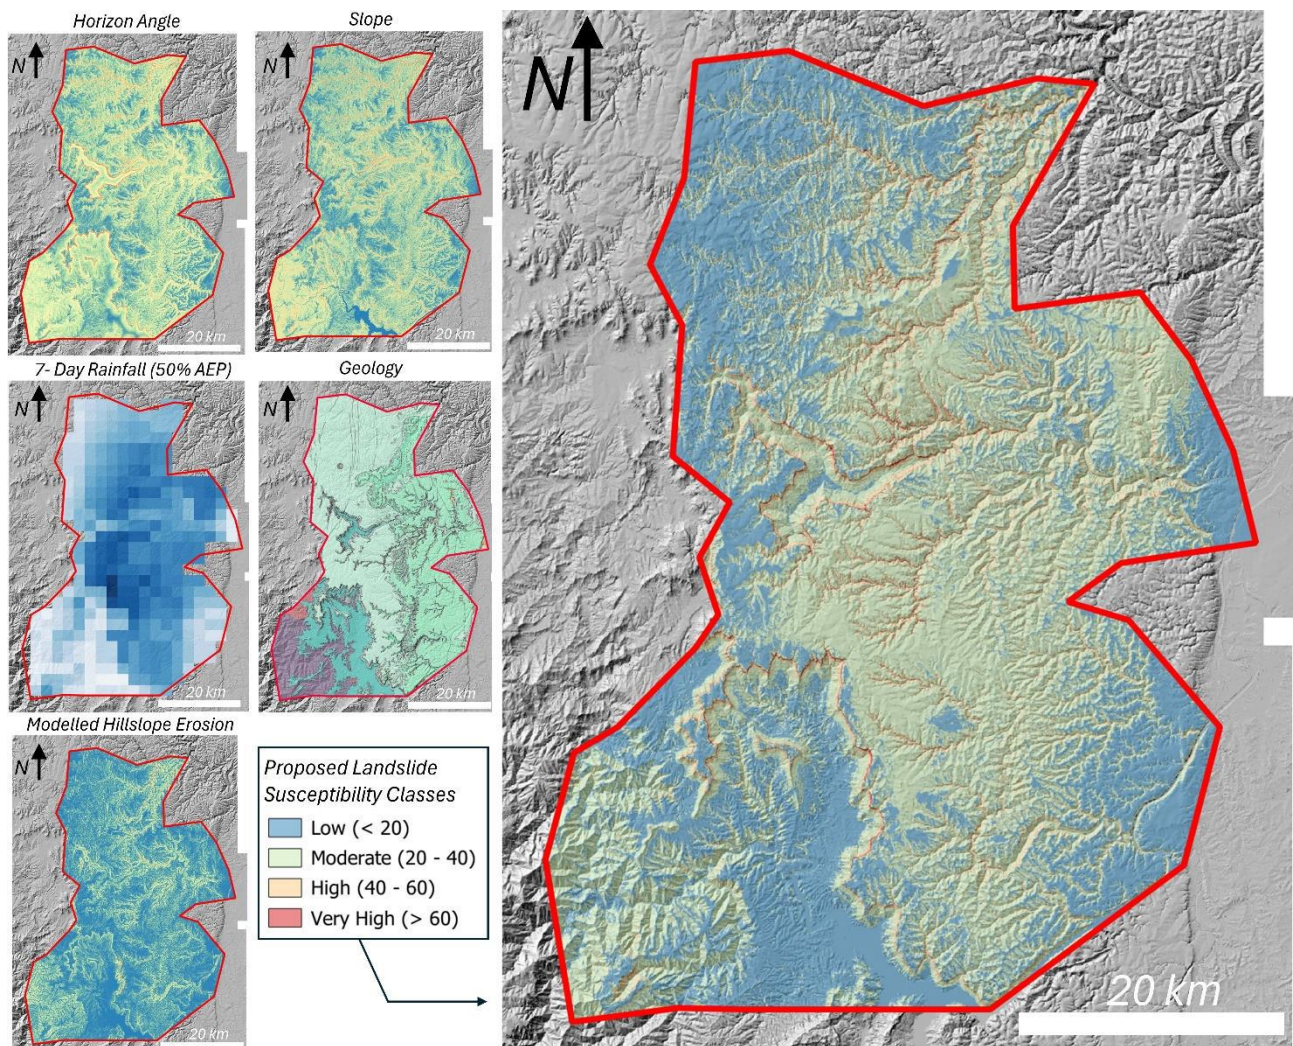 Horizon Angle
N
20 km
Slope
N
20 km
7- Day Rainfall (50% AEP)
N
20 km
Geology
N
20 km
Modelled Hillslope Erosion
N
20 km
Proposed Landslide
Susceptibility Classes
Low (< 20)
Moderate (20 - 40)
High (40 - 60)
Very High (> 60)
N
20 km